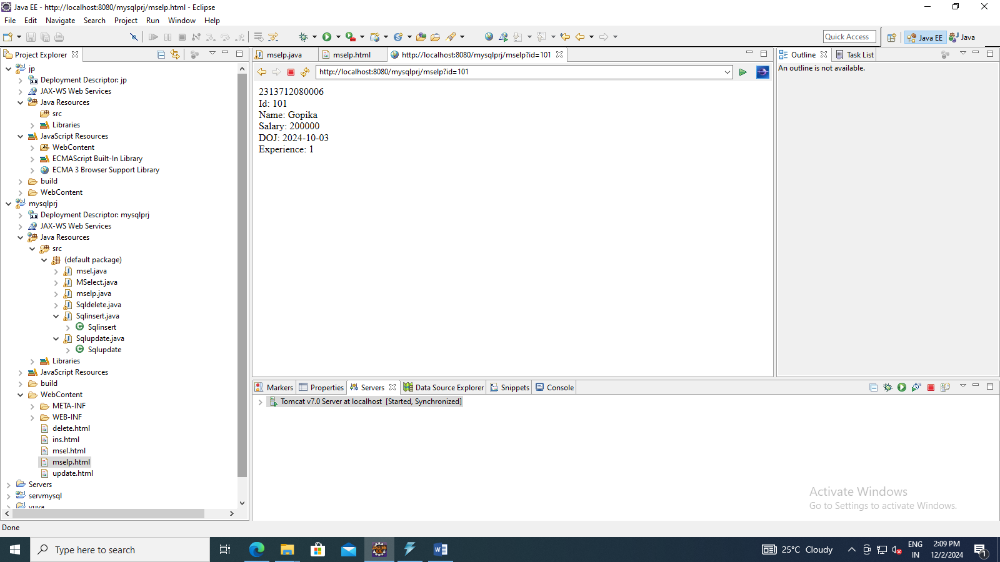 Java EE - http://localhost:8080/mysqlprj/mselp.html - Eclipse
File Edit Navigate Search Project Run Window Help
Quick Access
Java EE
Java
Project Explorer
jp
Deployment Descriptor: jp
JAX-WS Web Services
Java Resources
src
Libraries
JavaScript Resources
WebContent
ECMAScript Built-In Library
ECMA 3 Browser Support Library
build
WebContent
mysqlprj
Deployment Descriptor: mysqlprj
JAX-WS Web Services
Java Resources
src
(default package)
msel.java
MSelect.java
mselp.java
Sqldelete.java
Sqlinsert.java
Sqlinsert
Sqlupdate.java
Sqlupdate
Libraries
JavaScript Resources
build
WebContent
META-INF
WEB-INF
delete.html
ins.html
msel.html
mselp.html
update.html
Servers
servmysql
yuva
mselp.java
mselp.html
http://localhost:8080/mysqlprj/mselp?id=101
http://localhost:8080/mysqlprj/mselp?id=101
2313712080006
Id: 101
Name: Gopika
Salary: 200000
DOJ: 2024-10-03
Experience: 1
Outline
Task List
An outline is not available.
Markers
Properties
Servers
Data Source Explorer
Snippets
Console
Tomcat v7.0 Server at localhost [Started, Synchronized]
Activate Windows
Go to Settings to activate Windows.
Done
Type here to search
25°C Cloudy
ENG
IN
2:09 PM
12/2/2024
1